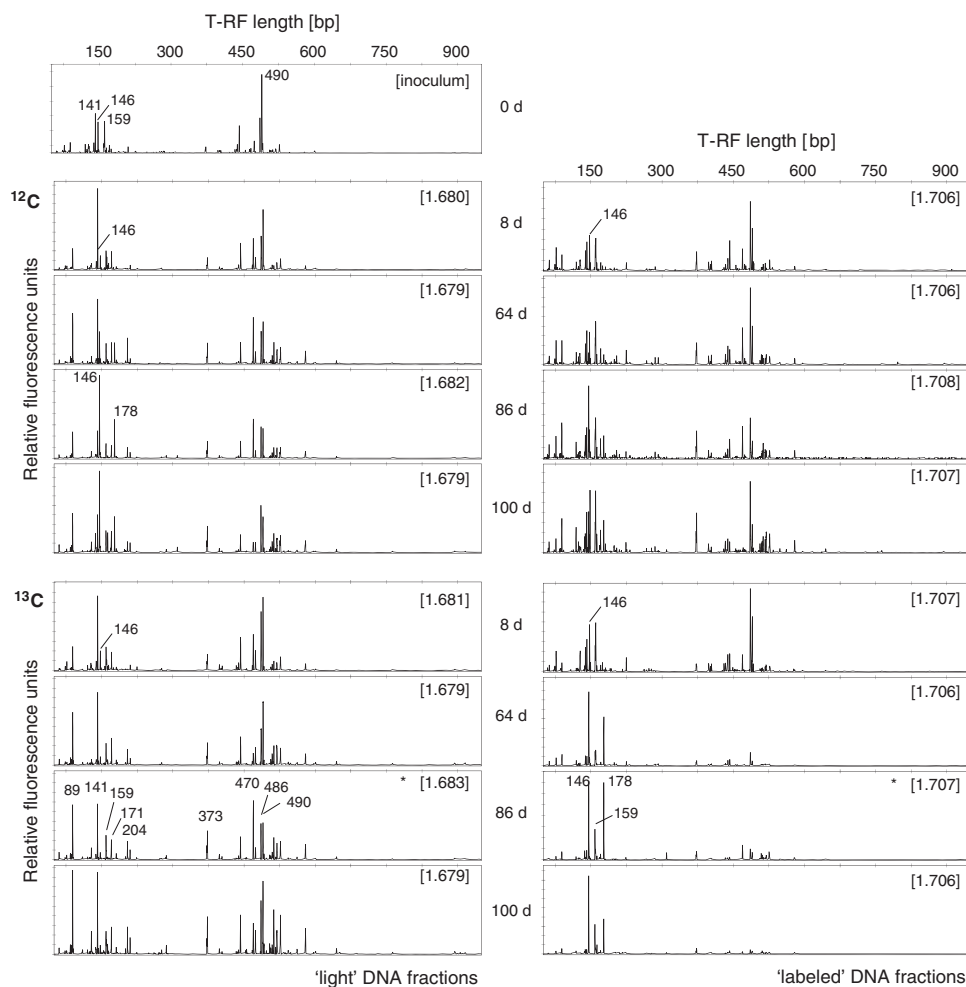 T-RF length [bp]
150 300 450 600 750 900
[inoculum]
490
141
146
159
0 d
T-RF length [bp]
150 300 450 600 750 900
12C
Relative fluorescence units
[1.680]
146
8 d
[1.706]
146
[1.679]
64 d
[1.706]
[1.682]
146
178
86 d
[1.708]
[1.679]
100 d
[1.707]
13C
Relative fluorescence units
[1.681]
146
8 d
[1.707]
146
[1.679]
64 d
[1.706]
* [1.683]
89
141
159
171
204
373
470
486
490
86 d
* [1.707]
146
178
159
[1.679]
100 d
[1.706]
'light' DNA fractions
'labeled' DNA fractions